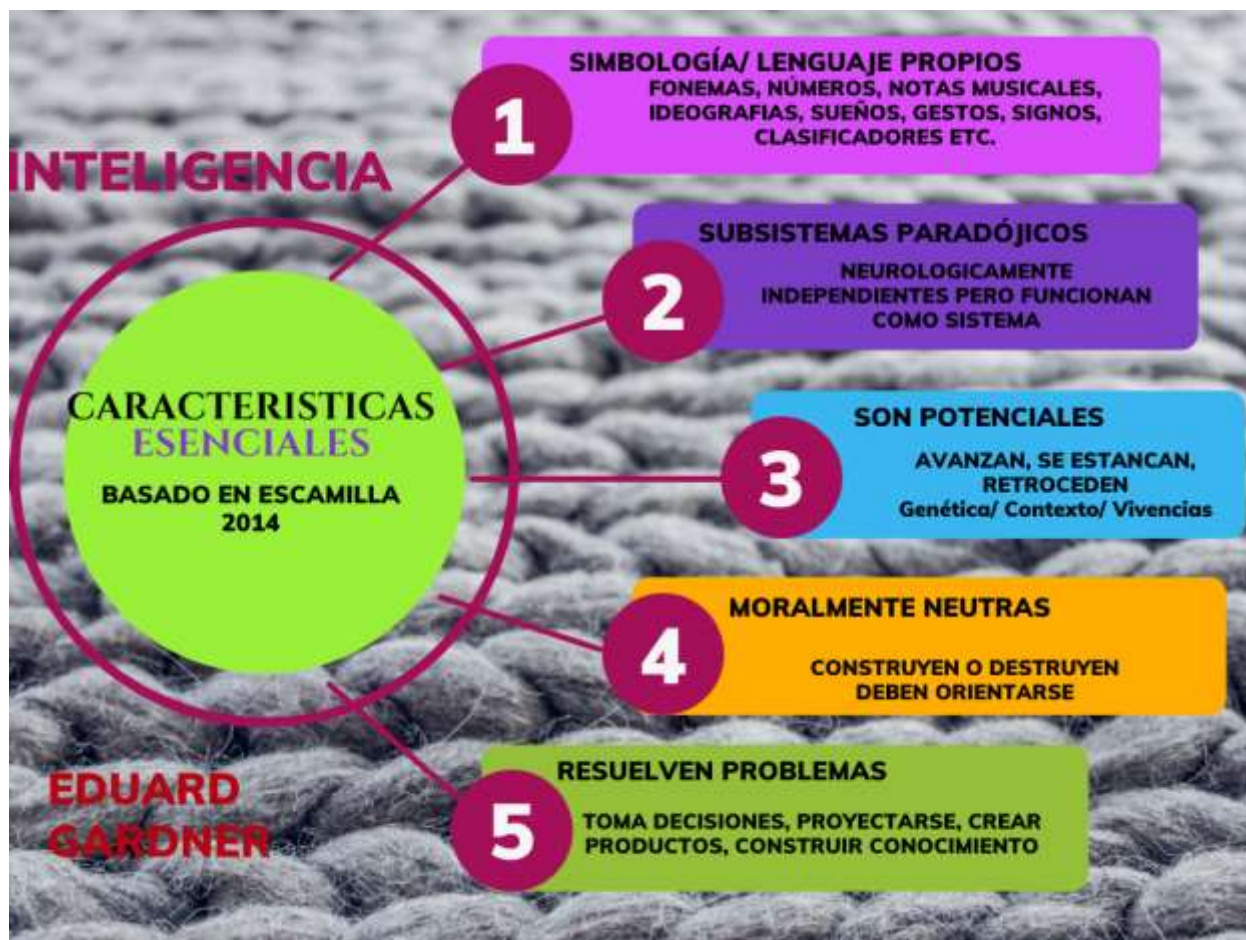 INTELIGENCIA
CARACTERISTICAS
ESENCIALES
BASADO EN ESCAMILLA
2014
1
SIMBOLOGÍA/ LENGUAJE PROPIOS
FONEMAS, NÚMEROS, NOTAS MUSICALES,
IDEOGRAFIAS, SUEÑOS, GESTOS, SIGNOS,
CLASIFICADORES ETC.
2
SUBSISTEMAS PARADÓJICOS
NEUROLOGICAMENTE
INDEPENDIENTES PERO FUNCIONAN
COMO SISTEMA
3
SON POTENCIALES
AVANZAN, SE ESTANCAN,
RETROCEDEN
Genética/ Contexto/ Vivencias
4
MORALMENTE NEUTRAS
CONSTRUYEN O DESTRUYEN
DEBEN ORIENTARSE
5
RESUELVEN PROBLEMAS
TOMA DECISIONES, PROYECTARSE, CREAR
PRODUCTOS, CONSTRUIR CONOCIMIENTO
EDUARD
GARDNER